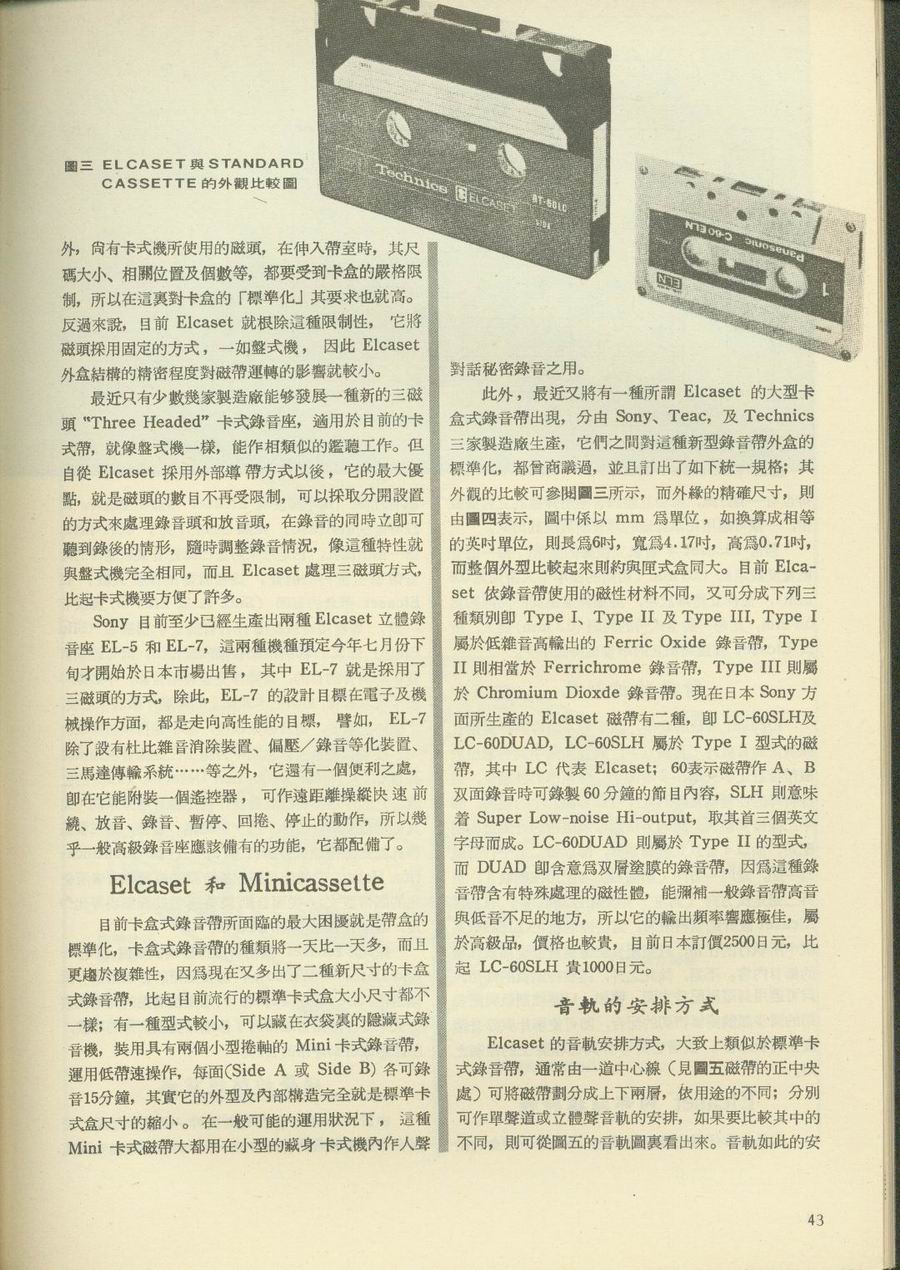 Technics ELCASET
RT-60LC
SIDE
Panasonic C-60 ELN
ELN
1
圖三 ELCASET與STANDARD
CASSETTE的外觀比較圖
外，尙有卡式機所使用的磁頭，在伸入帶室時，其尺
碼大小、相關位置及個數等，都要受到卡盒的嚴格限
制，所以在這裏對卡盒的「標準化」其要求也就高。
反過來說，目前 Elcaset 就根除這種限制性，它將
磁頭採用固定的方式，一如盤式機，因此 Elcaset
外盒結構的精密程度對磁帶運轉的影響就較小。
最近只有少數幾家製造廠能够發展一種新的三磁
頭 “Three Headed” 卡式錄音座，適用於目前的卡
式帶，就像盤式機一樣，能作相類似的鑑聽工作。但
自從 Elcaset 採用外部導 帶方式以後，它的最大優
點，就是磁頭的數目不再受限制，可以採取分開設置
的方式來處理錄音頭和放音頭，在錄音的同時立卽可
聽到錄後的情形，隨時調整錄音情況，像這種特性就
與盤式機完全相同，而且 Elcaset 處理三磁頭方式，
比起卡式機要方便了許多。
Sony 目前至少已經生產出兩種 Elcaset 立體錄
音座 EL-5 和 EL-7，這兩種機種預定今年七月份下
旬才開始於日本市場出售，其中 EL-7 就是採用了
三磁頭的方式，除此，EL-7 的設計目標在電子及機
械操作方面，都是走向高性能的目標，譬如，EL-7
除了設有杜比雜音消除裝置、偏壓／錄音等化裝置、
三馬達傳輸系統……等之外，它還有一個便利之處，
卽在它能附裝一個遙控器，可作遠距離操縱快 速 前
繞、放音、錄音、暫停、回捲、停止的動作，所以幾
乎一般高級錄音座應該備有的功能，它都配備了。
Elcaset 和 Minicassette
目前卡盒式錄音帶所面臨的最大困擾就是帶盒的
標準化，卡盒式錄音帶的種類將一天比一天多，而且
更趨於複雜性，因爲現在又多出了二種新尺寸的卡盒
式錄音帶，比起目前流行的標準卡式盒大小尺寸都不
一樣；有一種型式較小，可以藏在衣袋裏的隱藏式錄
音機，裝用具有兩個小型捲軸的 Mini 卡式錄音帶，
運用低帶速操作，每面(Side A 或 Side B) 各可錄
音15分鐘，其實它的外型及內部構造完全就是標準卡
式盒尺寸的縮小。在一般可能的運用狀況下，這種
Mini 卡式磁帶大都用在小型的藏身 卡式機內作人聲
對話秘密錄音之用。
此外，最近又將有一種所謂 Elcaset 的大型卡
盒式錄音帶出現，分由 Sony、Teac，及 Technics
三家製造廠生產，它們之間對這種新型錄音帶外盒的
標準化，都曾商議過，並且訂出了如下統一規格；其
外觀的比較可參閱圖三所示，而外緣的精確尺寸，則
由圖四表示，圖中係以 mm 爲單位，如換算成相等
的英吋單位，則長爲6吋，寬爲4.17吋，高爲0.71吋，
而整個外型比較起來則約與匣式盒同大。目前 Elca-
set 依錄音帶使用的磁性材料不同，又可分成下列三
種類別卽 Type I、Type II 及 Type III, Type I
屬於低雜音高輸出的 Ferric Oxide 錄音帶，Type
II 則相當於 Ferrichrome 錄音帶，Type III 則屬
於 Chromium Dioxde 錄音帶。現在日本 Sony 方
面所生產的 Elcaset 磁帶有二種，卽 LC-60SLH及
LC-60DUAD，LC-60SLH 屬於 Type I 型式的磁
帶，其中 LC 代表 Elcaset；60表示磁帶作 A、B
双面錄音時可錄製 60 分鐘的節目內容，SLH 則意味
着 Super Low-noise Hi-output，取其首三個英文
字母而成。LC-60DUAD 則屬於 Type II 的型式，
而 DUAD 卽含意爲双層塗膜的錄音帶，因爲這種錄
音帶含有特殊處理的磁性體，能彌補一般錄音帶高音
與低音不足的地方，所以它的輸出頻率響應極佳，屬
於高級品，價格也較貴，目前日本訂價2500日元，比
起 LC-60SLH 貴1000日元。
音軌的安排方式
Elcaset 的音軌安排方式，大致上類似於標準卡
式錄音帶，通常由一道中心線（見圖五磁帶的正中央
處）可將磁帶劃分成上下兩層，依用途的不同；分別
可作單聲道或立體聲音軌的安排，如果要比較其中的
不同，則可從圖五的音軌圖裏看出來。音軌如此的安
43